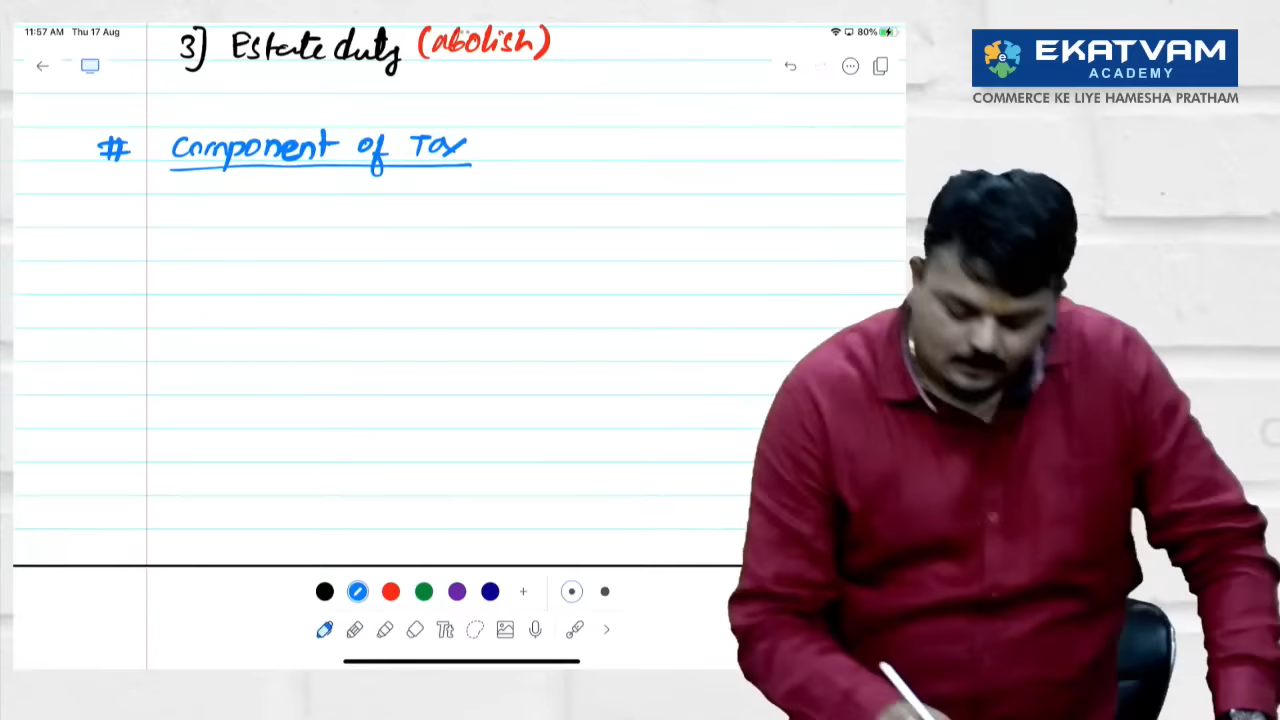 11:57 AM Thu 17 Aug
80%
3] Estate duty (abolish)
# Component of Tax
Tt
e
EKATVAM
ACADEMY
COMMERCE KE LIYE HAMESHA PRATHAM